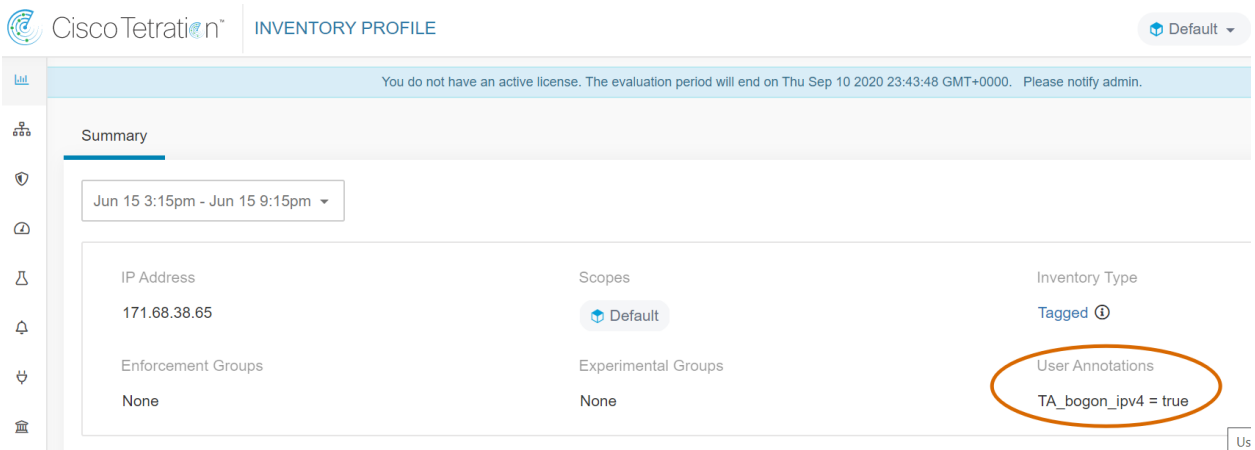 Cisco Tetration™
INVENTORY PROFILE
Default
You do not have an active license. The evaluation period will end on Thu Sep 10 2020 23:43:48 GMT+0000. Please notify admin.
Summary
Jun 15 3:15pm - Jun 15 9:15pm
IP Address
Scopes
Inventory Type
171.68.38.65
Default
Tagged
Enforcement Groups
Experimental Groups
User Annotations
None
None
TA_bogon_ipv4 = true
Us